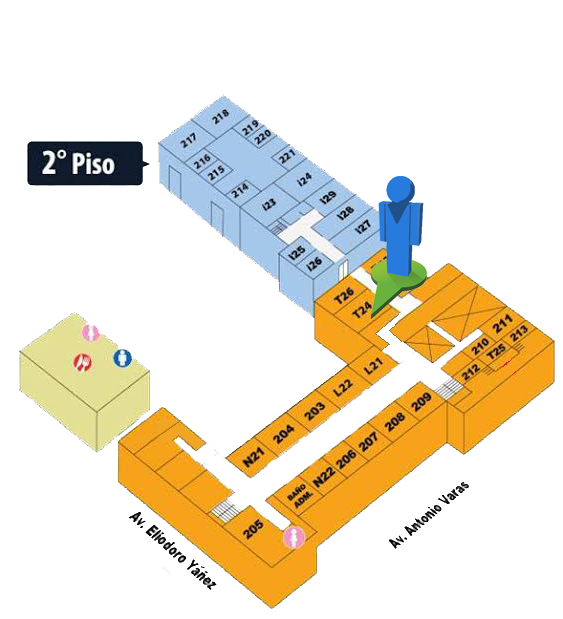 2° Piso
218
219
217
220
221
216
215
214
I24
I23
I29
I28
I27
I25
I26
T26
T24
211
213
210
T25
212
L21
L22
203
204
N21
209
208
207
206
N22
BAÑO
ADM.
205
Av. Eliodoro Yáñez
Av. Antonio Varas